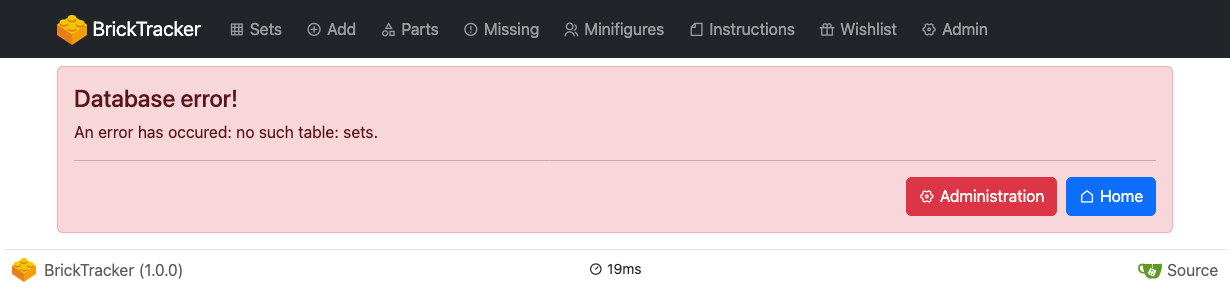 BrickTracker Sets Add Parts Missing Minifigures Instructions Wishlist Admin
Database error!
An error has occured: no such table: sets.
Administration Home
BrickTracker (1.0.0) 19ms Source